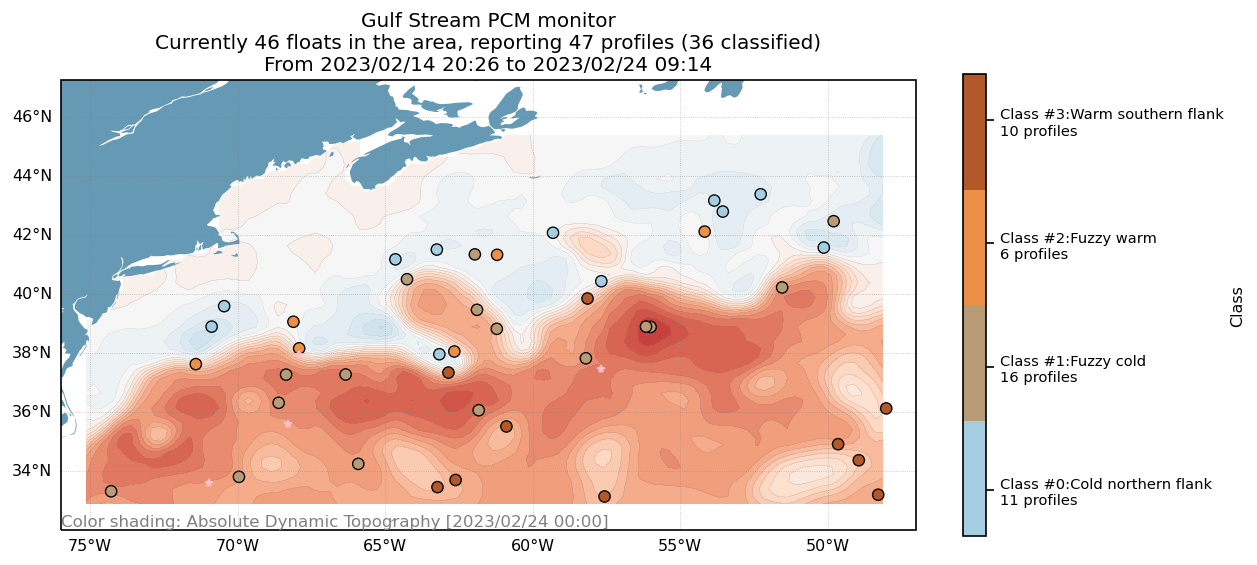 Gulf Stream PCM monitor
Currently 46 floats in the area, reporting 47 profiles (36 classified)
From 2023/02/14 20:26 to 2023/02/24 09:14
46°N
44°N
42°N
40°N
38°N
36°N
34°N
Color shading: Absolute Dynamic Topography [2023/02/24 00:00]
75°W
70°W
65°W
60°W
55°W
50°W
Class #3:Warm southern flank
10 profiles
Class #2:Fuzzy warm
6 profiles
Class #1:Fuzzy cold
16 profiles
Class #0:Cold northern flank
11 profiles
Class